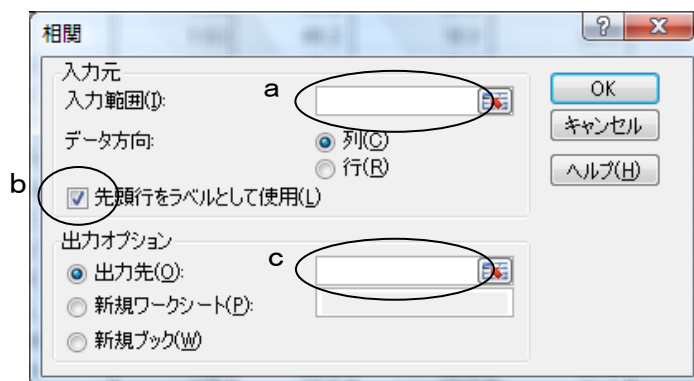 相関
入力元
入力範囲(I):
a
OK
キャンセル
ヘルプ(H)
データ方向:
列(C)
行(R)
b
先頭行をラベルとして使用(L)
出力オプション
出力先(O):
c
新規ワークシート(P):
新規ブック(W)